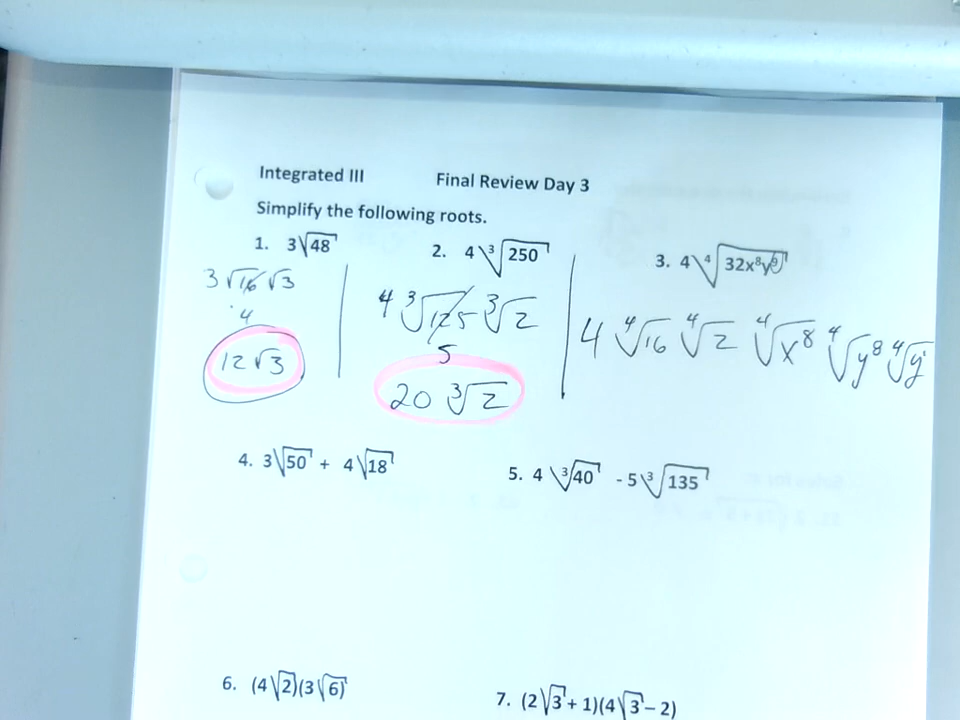 Integrated III Final Review Day 3
Simplify the following roots.
1. 3√48
3√16 √3
·4
12√3
2. 4∛250
4 ∛125 ∛2
5
20 ∛2
3. 4∜32x⁸y⁹
4 ∜16 ∜2 ∜x⁸ ∜y⁸ ∜y¹
4. 3√50 + 4√18
5. 4 ∛40 - 5∛135
6. (4√2)(3√6)
7. (2√3 + 1)(4√3 – 2)